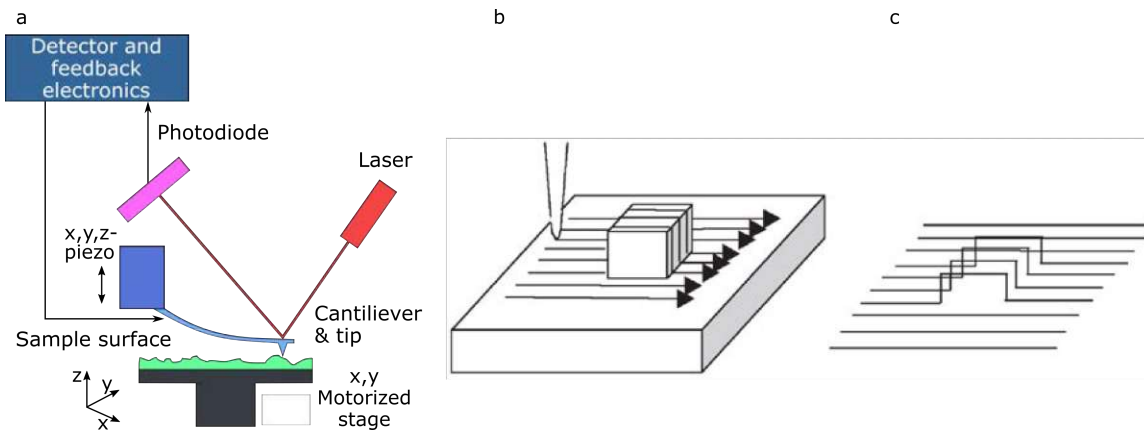 a
b
c
Detector and
feedback
electronics
Photodiode
Laser
x,y,z-
piezo
Cantiliever
& tip
Sample surface
z
y
x
x,y
Motorized
stage